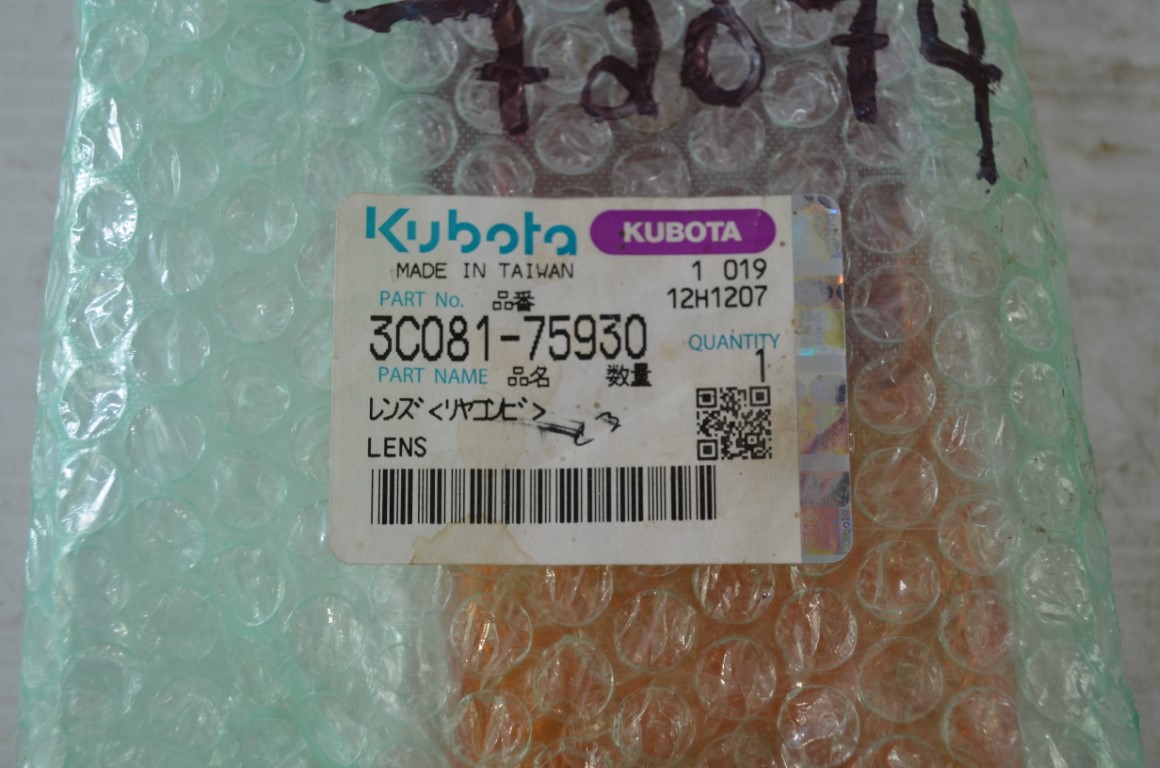 72074
Kubota KUBOTA
MADE IN TAIWAN 1 019
PART No. 品番 12H1207
3C081-75930 QUANTITY
PART NAME 品名 数量 1
レンズ<リヤコンビ>
LENS